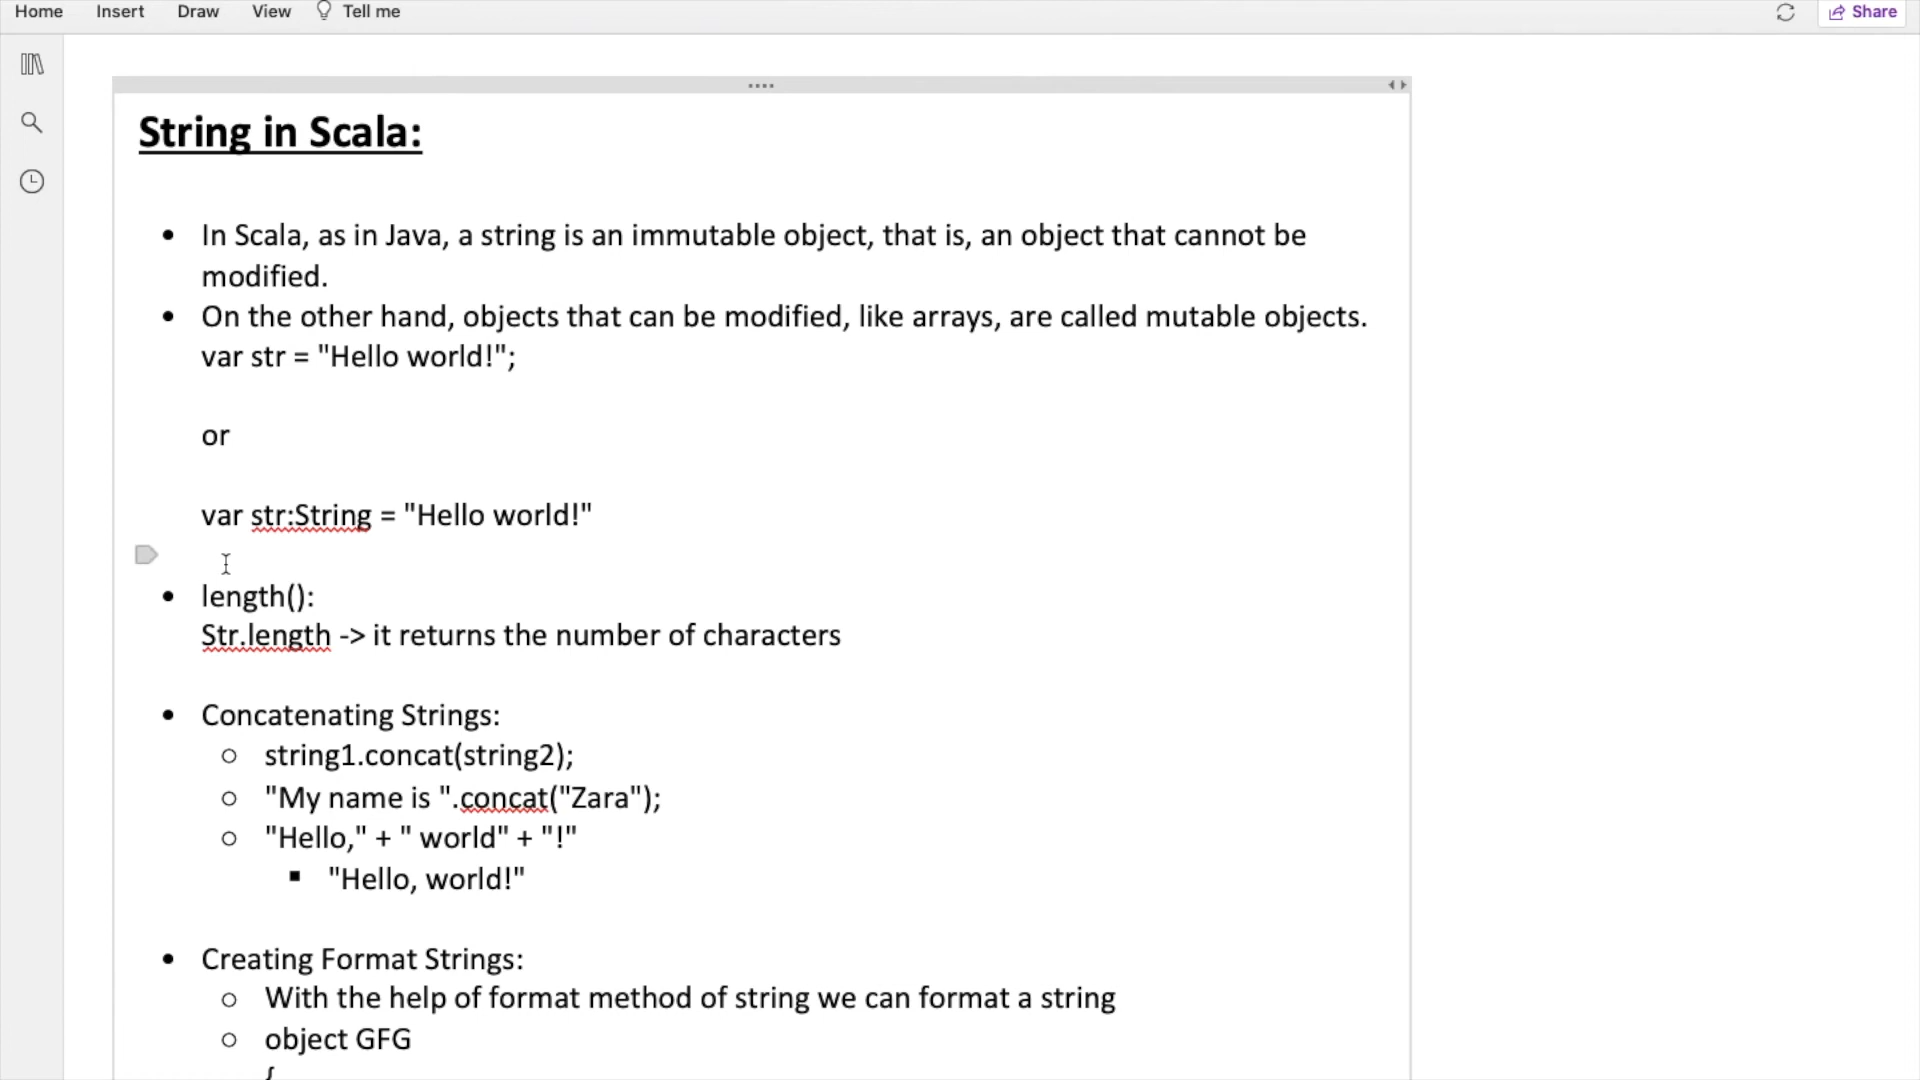 Home Insert Draw View Tell me Share
String in Scala:
• In Scala, as in Java, a string is an immutable object, that is, an object that cannot be
modified.
• On the other hand, objects that can be modified, like arrays, are called mutable objects.
var str = "Hello world!";
or
var str:String = "Hello world!"
• length():
Str.length -> it returns the number of characters
• Concatenating Strings:
○ string1.concat(string2);
○ "My name is ".concat("Zara");
○ "Hello," + " world" + "!"
▪ "Hello, world!"
• Creating Format Strings:
○ With the help of format method of string we can format a string
○ object GFG
{